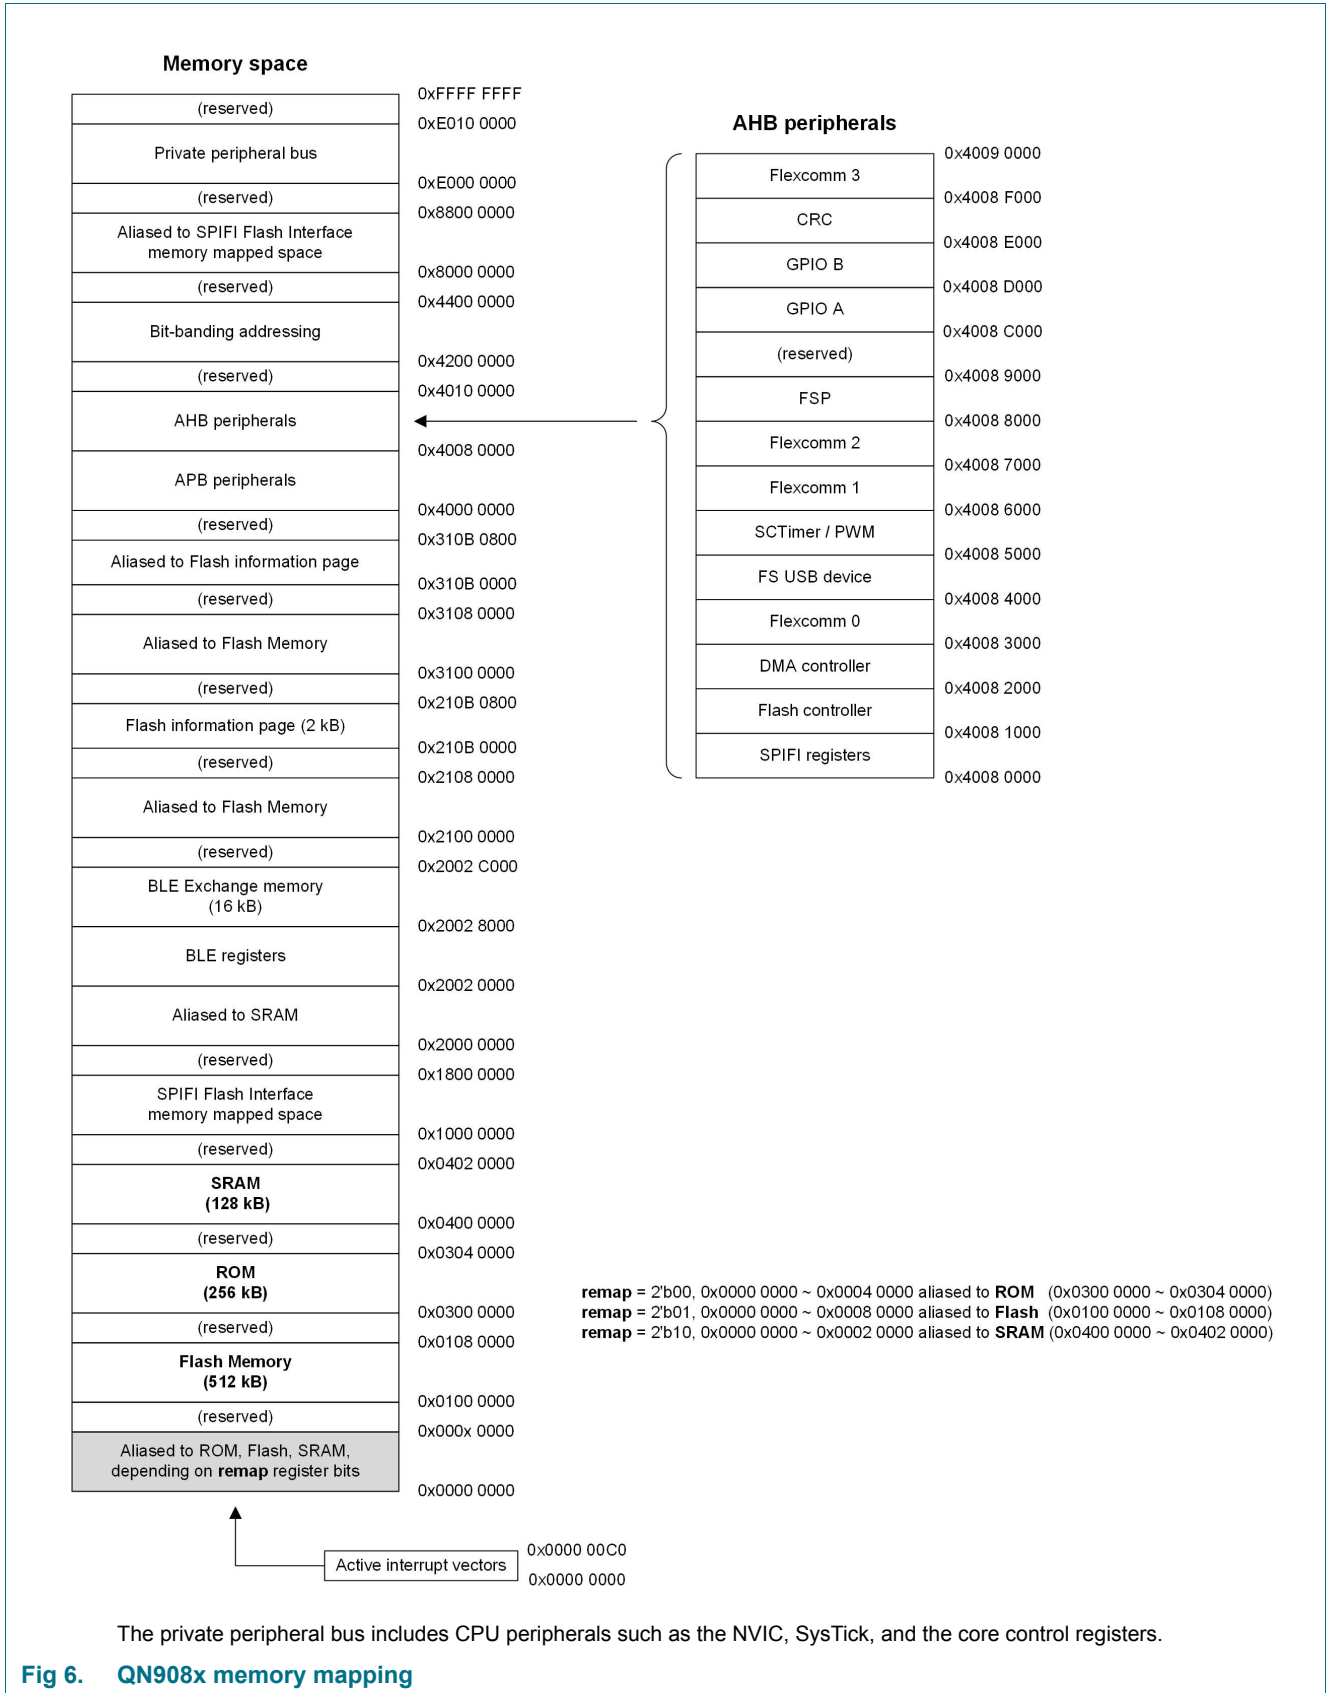 Memory space
0xFFFF FFFF
(reserved)
0xE010 0000
Private peripheral bus
0xE000 0000
(reserved)
0x8800 0000
Aliased to SPIFI Flash Interface
memory mapped space
0x8000 0000
(reserved)
0x4400 0000
Bit-banding addressing
0x4200 0000
(reserved)
0x4010 0000
AHB peripherals
0x4008 0000
APB peripherals
0x4000 0000
(reserved)
0x310B 0800
Aliased to Flash information page
0x310B 0000
(reserved)
0x3108 0000
Aliased to Flash Memory
0x3100 0000
(reserved)
0x210B 0800
Flash information page (2 kB)
0x210B 0000
(reserved)
0x2108 0000
Aliased to Flash Memory
0x2100 0000
(reserved)
0x2002 C000
BLE Exchange memory
(16 kB)
0x2002 8000
BLE registers
0x2002 0000
Aliased to SRAM
0x2000 0000
(reserved)
0x1800 0000
SPIFI Flash Interface
memory mapped space
0x1000 0000
(reserved)
0x0402 0000
SRAM
(128 kB)
0x0400 0000
(reserved)
0x0304 0000
ROM
(256 kB)
0x0300 0000
(reserved)
0x0108 0000
Flash Memory
(512 kB)
0x0100 0000
(reserved)
0x000x 0000
Aliased to ROM, Flash, SRAM,
depending on remap register bits
0x0000 0000
Active interrupt vectors
0x0000 00C0
0x0000 0000
AHB peripherals
0x4009 0000
Flexcomm 3
0x4008 F000
CRC
0x4008 E000
GPIO B
0x4008 D000
GPIO A
0x4008 C000
(reserved)
0x4008 9000
FSP
0x4008 8000
Flexcomm 2
0x4008 7000
Flexcomm 1
0x4008 6000
SCTimer / PWM
0x4008 5000
FS USB device
0x4008 4000
Flexcomm 0
0x4008 3000
DMA controller
0x4008 2000
Flash controller
0x4008 1000
SPIFI registers
0x4008 0000
remap = 2'b00, 0x0000 0000 ~ 0x0004 0000 aliased to ROM (0x0300 0000 ~ 0x0304 0000)
remap = 2'b01, 0x0000 0000 ~ 0x0008 0000 aliased to Flash (0x0100 0000 ~ 0x0108 0000)
remap = 2'b10, 0x0000 0000 ~ 0x0002 0000 aliased to SRAM (0x0400 0000 ~ 0x0402 0000)
The private peripheral bus includes CPU peripherals such as the NVIC, SysTick, and the core control registers.
Fig 6. QN908x memory mapping